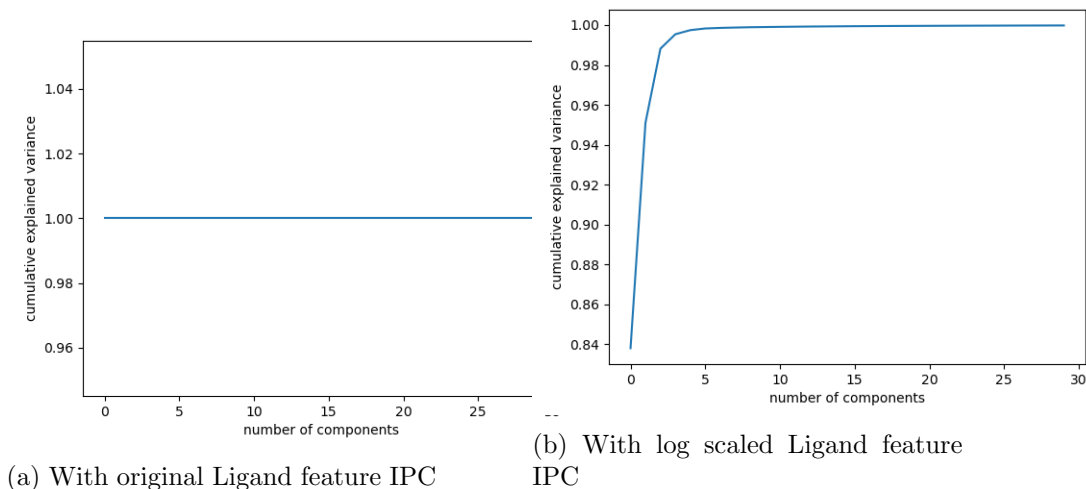 1.04
1.02
1.00
0.98
0.96
cumulative explained variance
0 5 10 15 20 25
number of components
(a) With original Ligand feature IPC
1.00
0.98
0.96
0.94
0.92
0.90
0.88
0.86
0.84
cumulative explained variance
0 5 10 15 20 25 30
number of components
(b) With log scaled Ligand feature
IPC